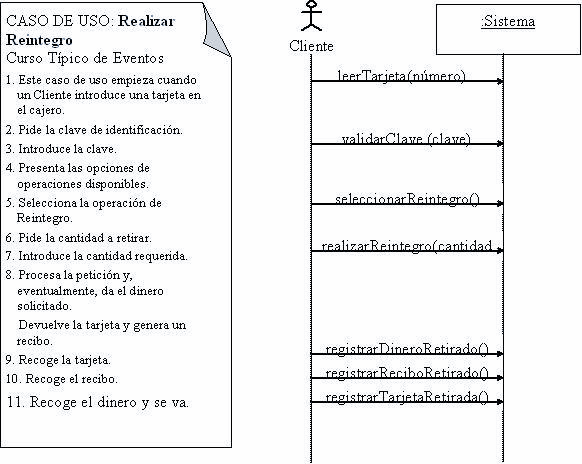 CASO DE USO: Realizar
Reintegro
Curso Típico de Eventos
1. Este caso de uso empieza cuando
un Cliente introduce una tarjeta en
el cajero.
2. Pide la clave de identificación.
3. Introduce la clave.
4. Presenta las opciones de
operaciones disponibles.
5. Selecciona la operación de
Reintegro.
6. Pide la cantidad a retirar.
7. Introduce la cantidad requerida.
8. Procesa la petición y,
eventualmente, da el dinero
solicitado.
Devuelve la tarjeta y genera un
recibo.
9. Recoge la tarjeta.
10. Recoge el recibo.
11. Recoge el dinero y se va.
Cliente
:Sistema
leerTarjeta(número)
validarClave (clave)
seleccionarReintegro()
realizarReintegro(cantidad
registrarDineroRetirado()
registrarReciboRetirado()
registrarTarjetaRetirada()